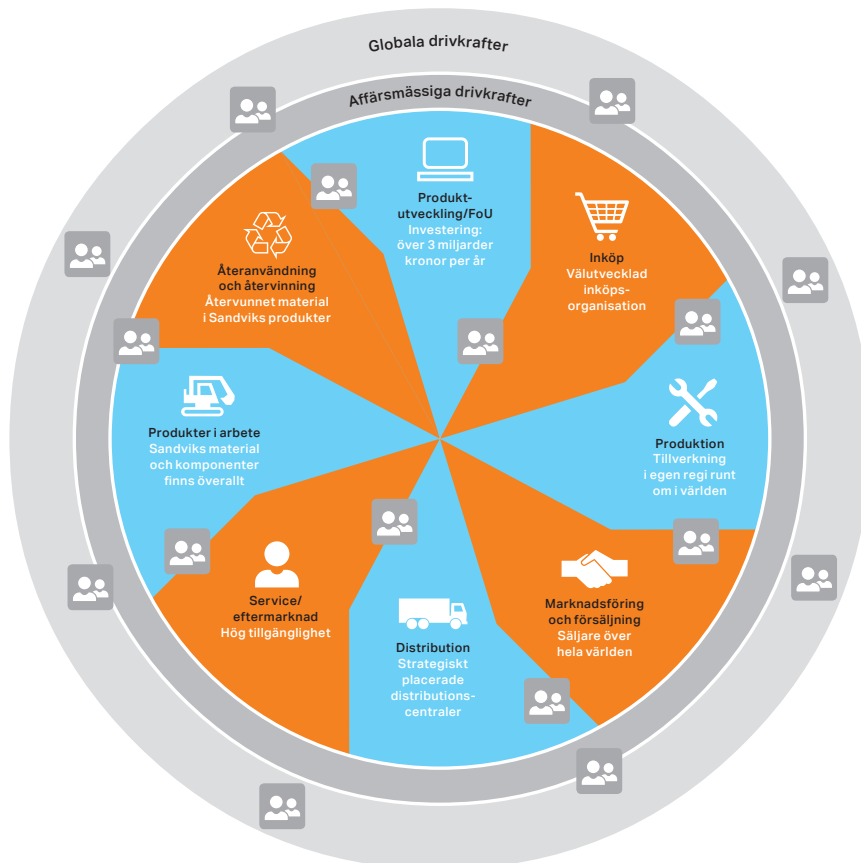 Globala drivkrafter
Affärsmässiga drivkrafter
Produkt-
utveckling/FoU
Investering:
över 3 miljarder
kronor per år
Inköp
Välutvecklad
inköps-
organisation
Produktion
Tillverkning
i egen regi runt
om i världen
Marknadsföring
och försäljning
Säljare över
hela världen
Distribution
Strategiskt
placerade
distributions-
centraler
Service/
eftermarknad
Hög tillgänglighet
Produkter i arbete
Sandviks material
och komponenter
finns överallt
Återanvändning
och återvinning
Återvunnet material
i Sandviks produkter